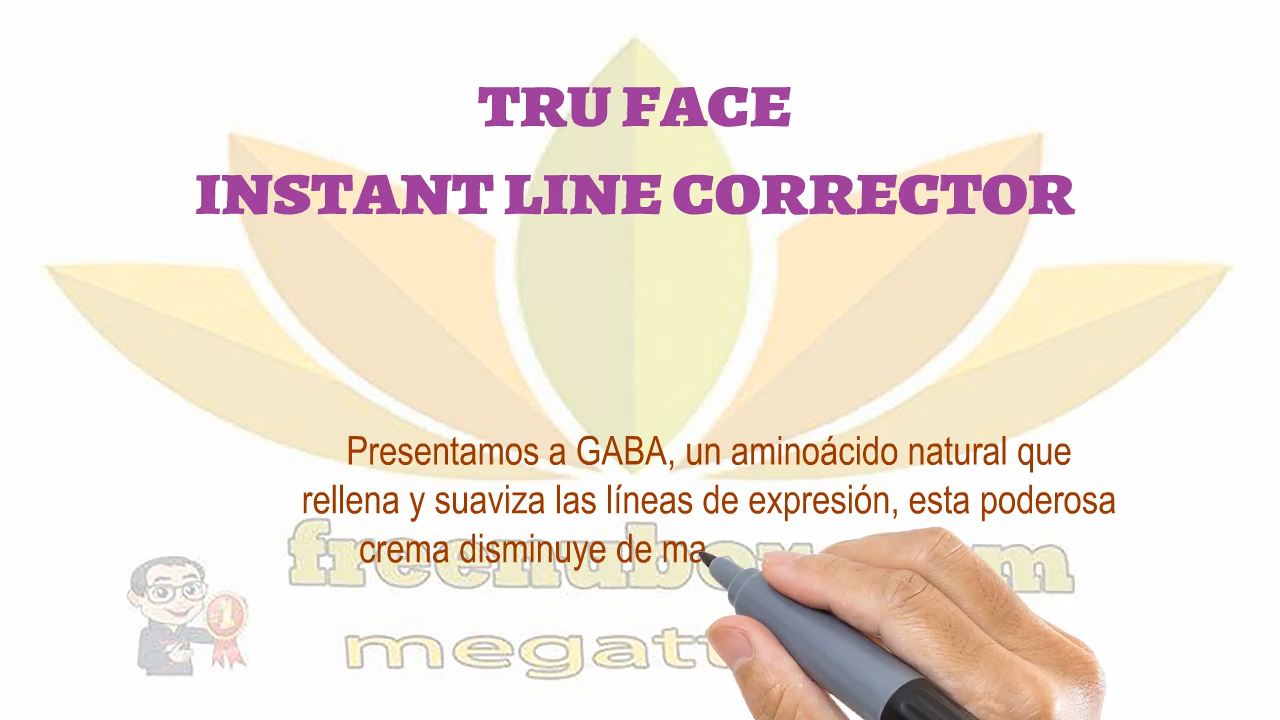 TRU FACE
INSTANT LINE CORRECTOR
Presentamos a GABA, un aminoácido natural que
rellena y suaviza las líneas de expresión, esta poderosa
crema disminuye de ma
1